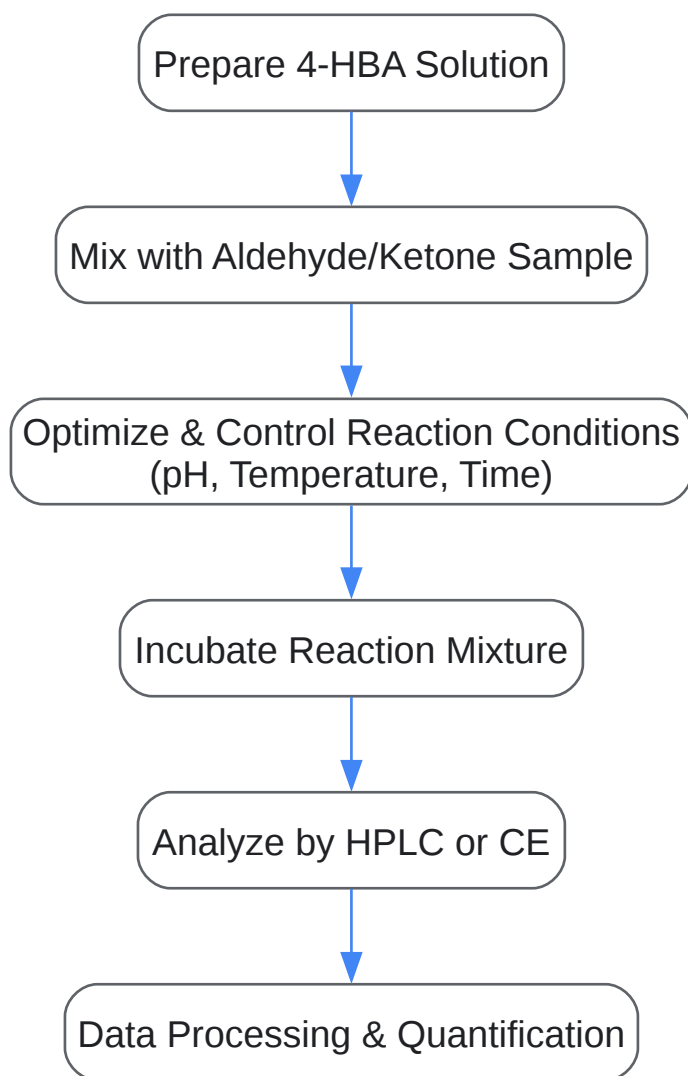 Prepare 4-HBA Solution
Mix with Aldehyde/Ketone Sample
Optimize & Control Reaction Conditions
(pH, Temperature, Time)
Incubate Reaction Mixture
Analyze by HPLC or CE
Data Processing & Quantification